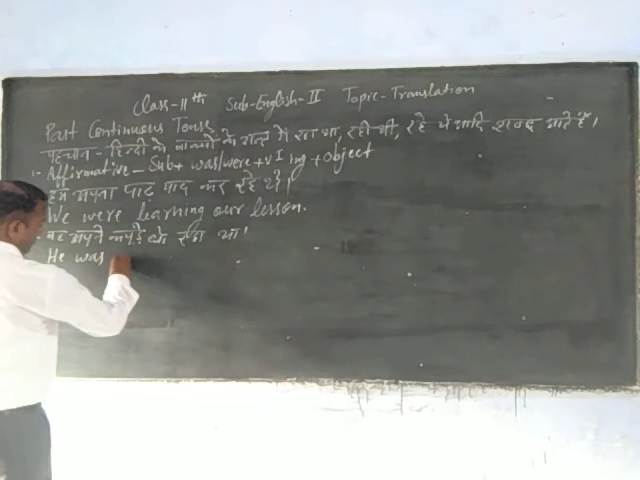 Class-11th Sub-English-II Topic-Translation
Past Continuous Tense
पहचान - हिन्दी के वाक्यों के अन्त में रहा था, रही थी, रहे थे आदि शब्द आते हैं।
1- Affirmative - Sub + was/were + vI ing + object
हम अपना पाठ याद कर रहे थे।
We were learning our lesson.
वह अपने कपड़े धो रहा था।
He was